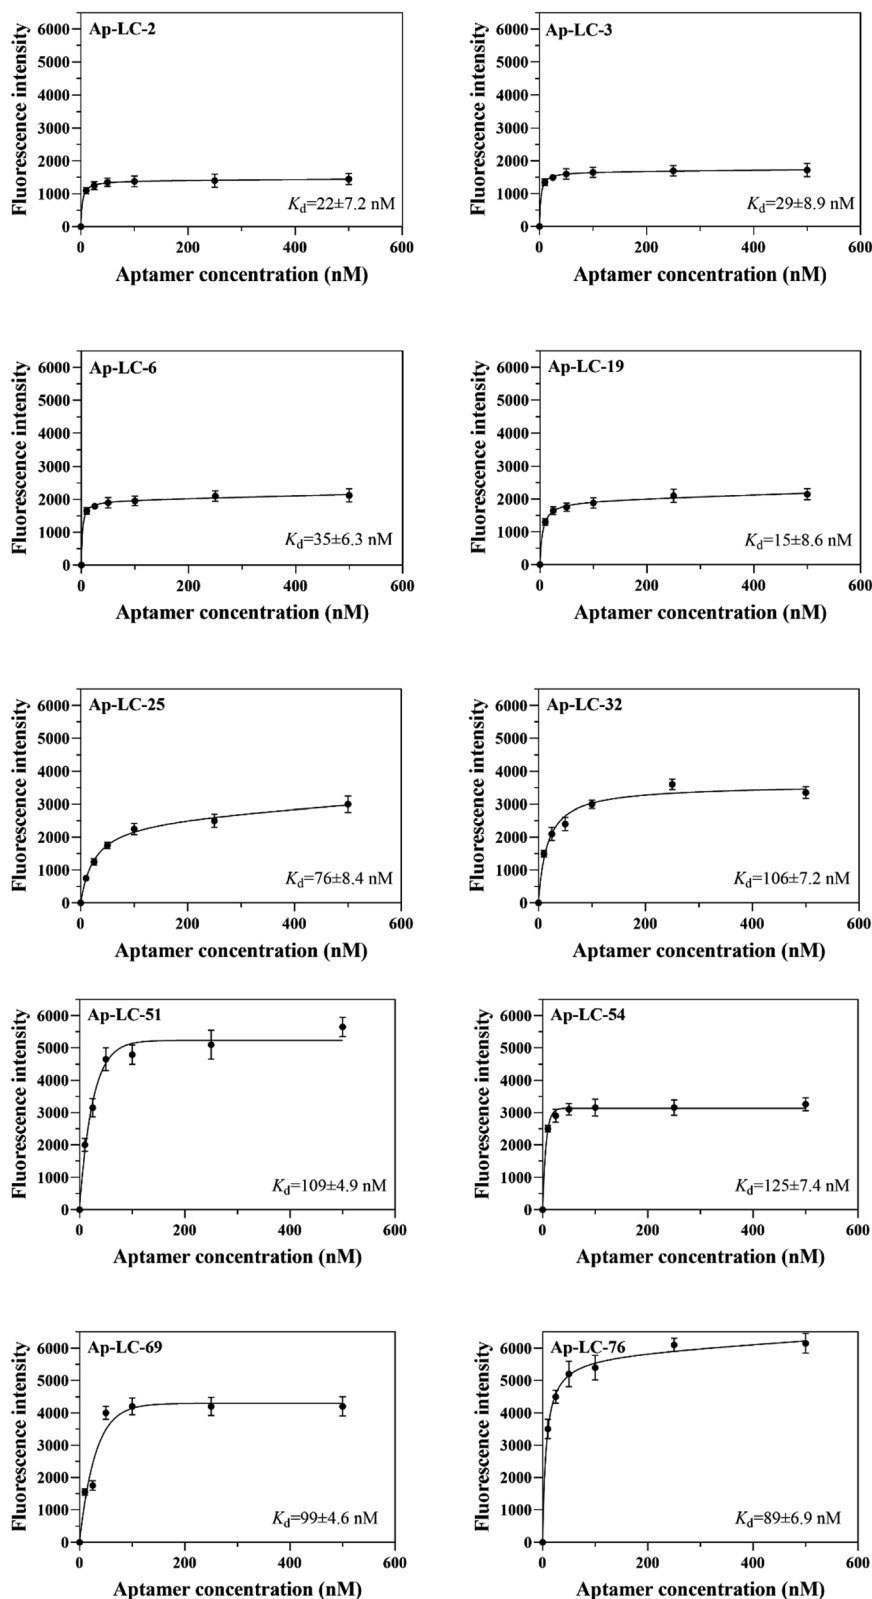 Ap-LC-2
Fluorescence intensity
6000
5000
4000
3000
2000
1000
0
Kd=22±7.2 nM
0 200 400 600
Aptamer concentration (nM)
Ap-LC-3
Fluorescence intensity
6000
5000
4000
3000
2000
1000
0
Kd=29±8.9 nM
0 200 400 600
Aptamer concentration (nM)
Ap-LC-6
Fluorescence intensity
6000
5000
4000
3000
2000
1000
0
Kd=35±6.3 nM
0 200 400 600
Aptamer concentration (nM)
Ap-LC-19
Fluorescence intensity
6000
5000
4000
3000
2000
1000
0
Kd=15±8.6 nM
0 200 400 600
Aptamer concentration (nM)
Ap-LC-25
Fluorescence intensity
6000
5000
4000
3000
2000
1000
0
Kd=76±8.4 nM
0 200 400 600
Aptamer concentration (nM)
Ap-LC-32
Fluorescence intensity
6000
5000
4000
3000
2000
1000
0
Kd=106±7.2 nM
0 200 400 600
Aptamer concentration (nM)
Ap-LC-51
Fluorescence intensity
6000
5000
4000
3000
2000
1000
0
Kd=109±4.9 nM
0 200 400 600
Aptamer concentration (nM)
Ap-LC-54
Fluorescence intensity
6000
5000
4000
3000
2000
1000
0
Kd=125±7.4 nM
0 200 400 600
Aptamer concentration (nM)
Ap-LC-69
Fluorescence intensity
6000
5000
4000
3000
2000
1000
0
Kd=99±4.6 nM
0 200 400 600
Aptamer concentration (nM)
Ap-LC-76
Fluorescence intensity
6000
5000
4000
3000
2000
1000
0
Kd=89±6.9 nM
0 200 400 600
Aptamer concentration (nM)